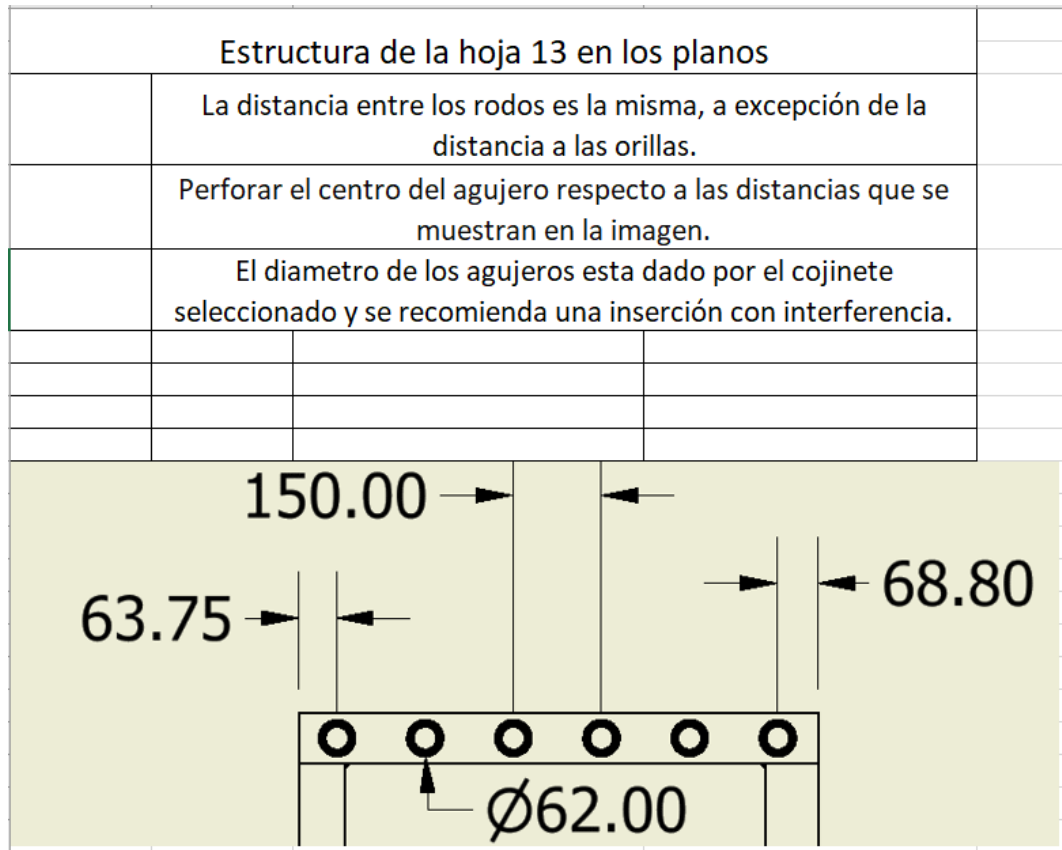 Estructura de la hoja 13 en los planos
La distancia entre los rodos es la misma, a excepción de la
distancia a las orillas.
Perforar el centro del agujero respecto a las distancias que se
muestran en la imagen.
El diametro de los agujeros esta dado por el cojinete
seleccionado y se recomienda una inserción con interferencia.
150.00
68.80
63.75
Ø62.00